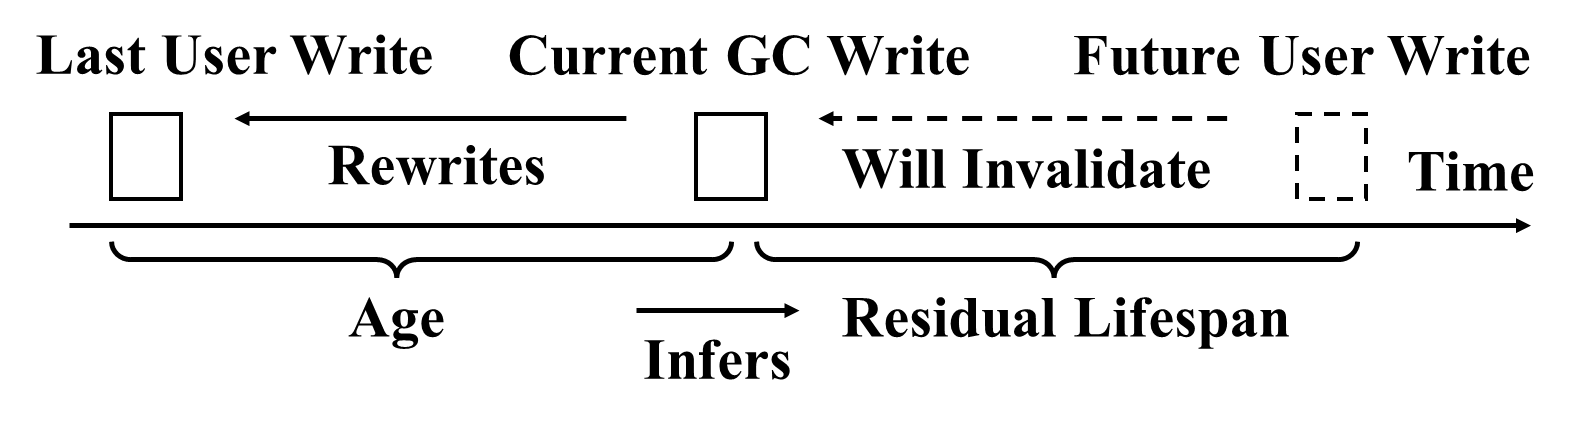 Last User Write
Current GC Write
Future User Write
Rewrites
Will Invalidate
Time
Age
Infers
Residual Lifespan